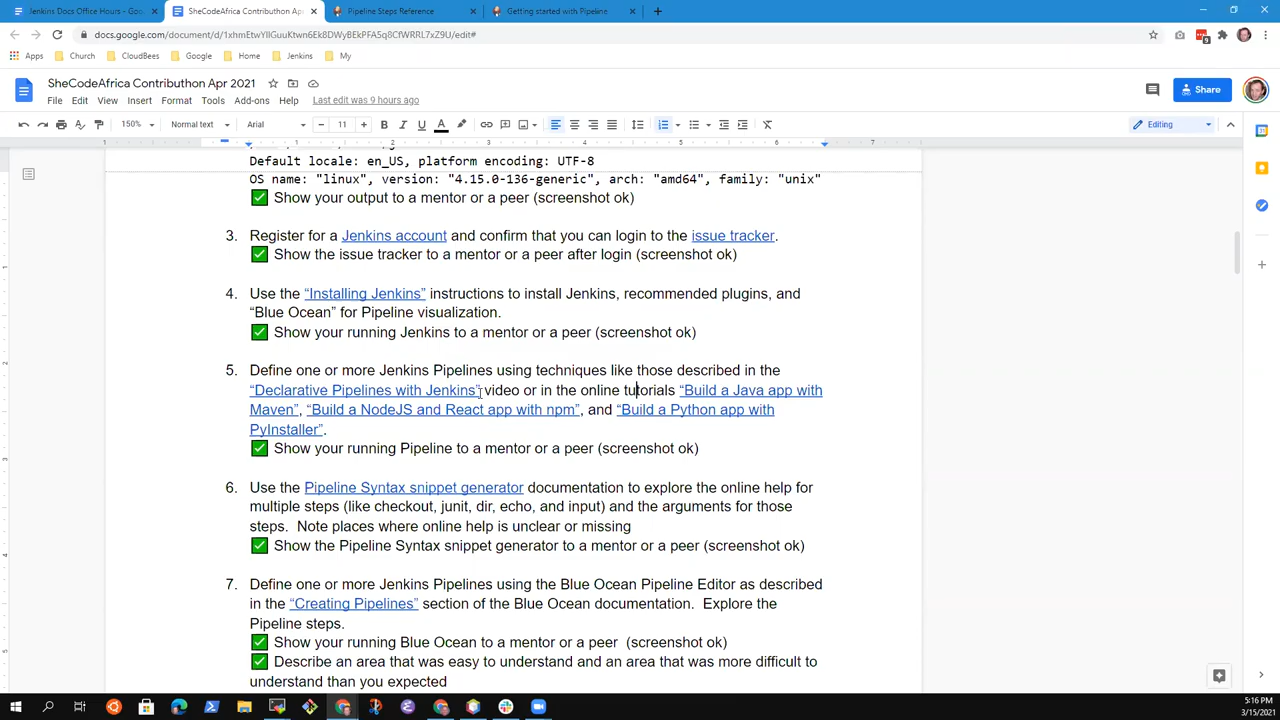 Jenkins Docs Office Hours - Goo
SheCodeAfrica Contributhon Apr
Pipeline Steps Reference
Getting started with Pipeline
docs.google.com/document/d/
Apps
Church
CloudBees
Google
Home
Jenkins
My
SheCodeAfrica Contributhon Apr 2021
File Edit View Insert Format Tools Add-ons Help Last edit was 9 hours ago
Share
150% Normal text Arial 11 Editing
Default locale: en_US, platform encoding: UTF-8
OS name: "linux", version: "4.15.0-136-generic", arch: "amd64", family: "unix"
✅ Show your output to a mentor or a peer (screenshot ok)
3. Register for a Jenkins account and confirm that you can login to the issue tracker.
✅ Show the issue tracker to a mentor or a peer after login (screenshot ok)
4. Use the “Installing Jenkins” instructions to install Jenkins, recommended plugins, and
“Blue Ocean” for Pipeline visualization.
✅ Show your running Jenkins to a mentor or a peer (screenshot ok)
5. Define one or more Jenkins Pipelines using techniques like those described in the
“Declarative Pipelines with Jenkins” video or in the online tutorials “Build a Java app with
Maven”, “Build a NodeJS and React app with npm”, and “Build a Python app with
PyInstaller”.
✅ Show your running Pipeline to a mentor or a peer (screenshot ok)
6. Use the Pipeline Syntax snippet generator documentation to explore the online help for
multiple steps (like checkout, junit, dir, echo, and input) and the arguments for those
steps. Note places where online help is unclear or missing
✅ Show the Pipeline Syntax snippet generator to a mentor or a peer (screenshot ok)
7. Define one or more Jenkins Pipelines using the Blue Ocean Pipeline Editor as described
in the “Creating Pipelines” section of the Blue Ocean documentation. Explore the
Pipeline steps.
✅ Show your running Blue Ocean to a mentor or a peer (screenshot ok)
✅ Describe an area that was easy to understand and an area that was more difficult to
understand than you expected
5:16 PM
3/15/2021